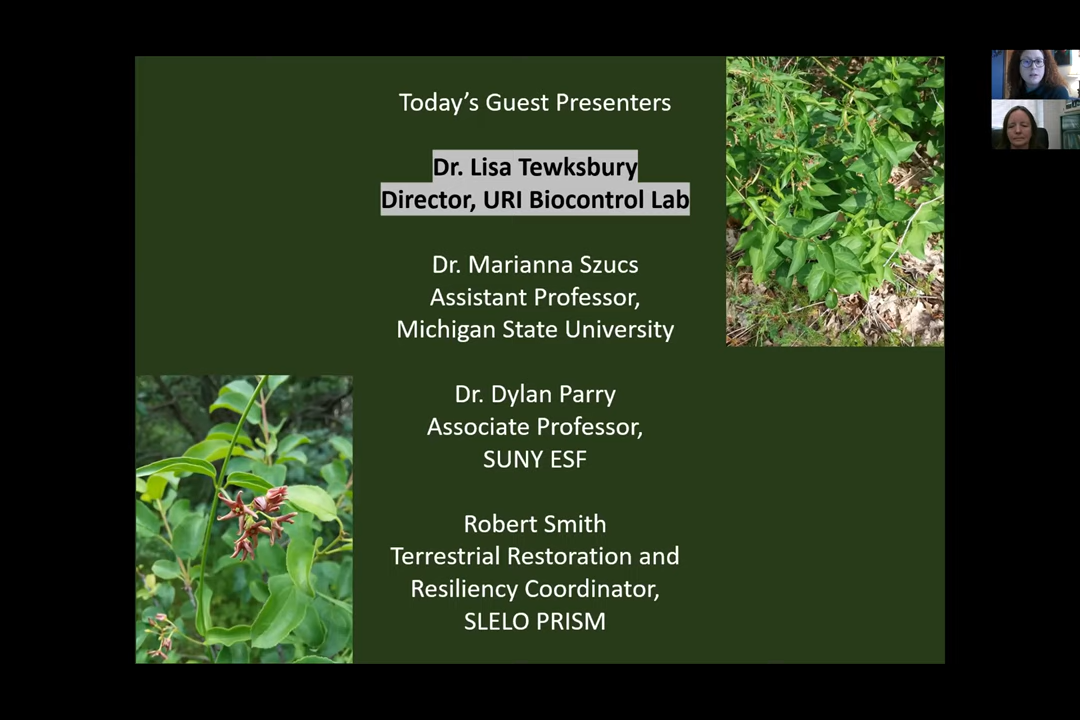 Today's Guest Presenters
Dr. Lisa Tewksbury
Director, URI Biocontrol Lab
Dr. Marianna Szucs
Assistant Professor,
Michigan State University
Dr. Dylan Parry
Associate Professor,
SUNY ESF
Robert Smith
Terrestrial Restoration and
Resiliency Coordinator,
SLELO PRISM